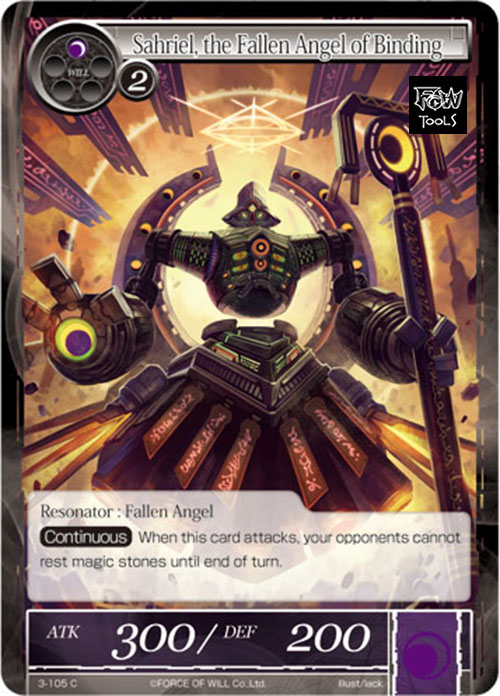 Sahriel, the Fallen Angel of Binding
WILL
2
FOW
TOOLS
Resonator : Fallen Angel
Continuous When this card attacks, your opponents cannot
rest magic stones until end of turn.
ATK 300/ DEF 200
3-105 C ©FORCE OF WILL Co.,Ltd. Illust/lack